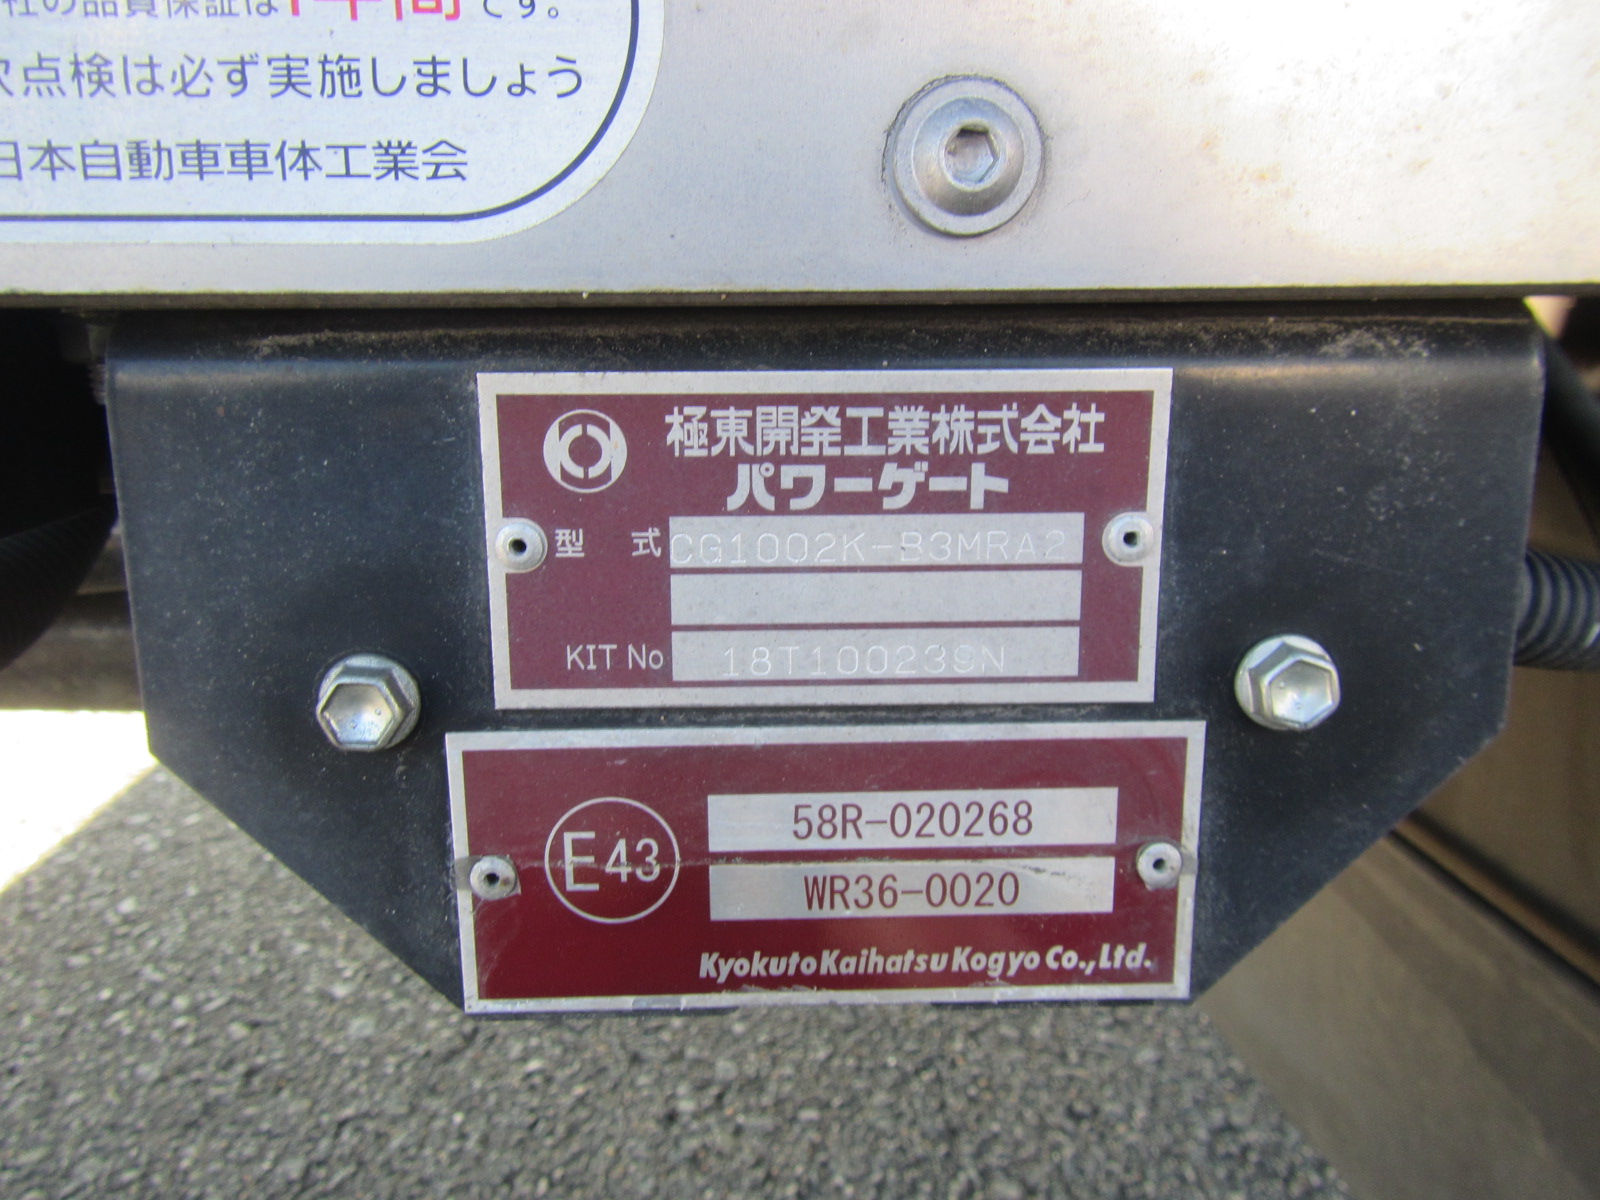 社の品質保証は1年間です。
次点検は必ず実施しましょう
日本自動車車体工業会
極東開発工業株式会社
パワーゲート
型 式 CG1002K-B3MRA2
KIT No 18T100239N
E43
58R-020268
WR36-0020
Kyokuto Kaihatsu Kogyo Co., Ltd.